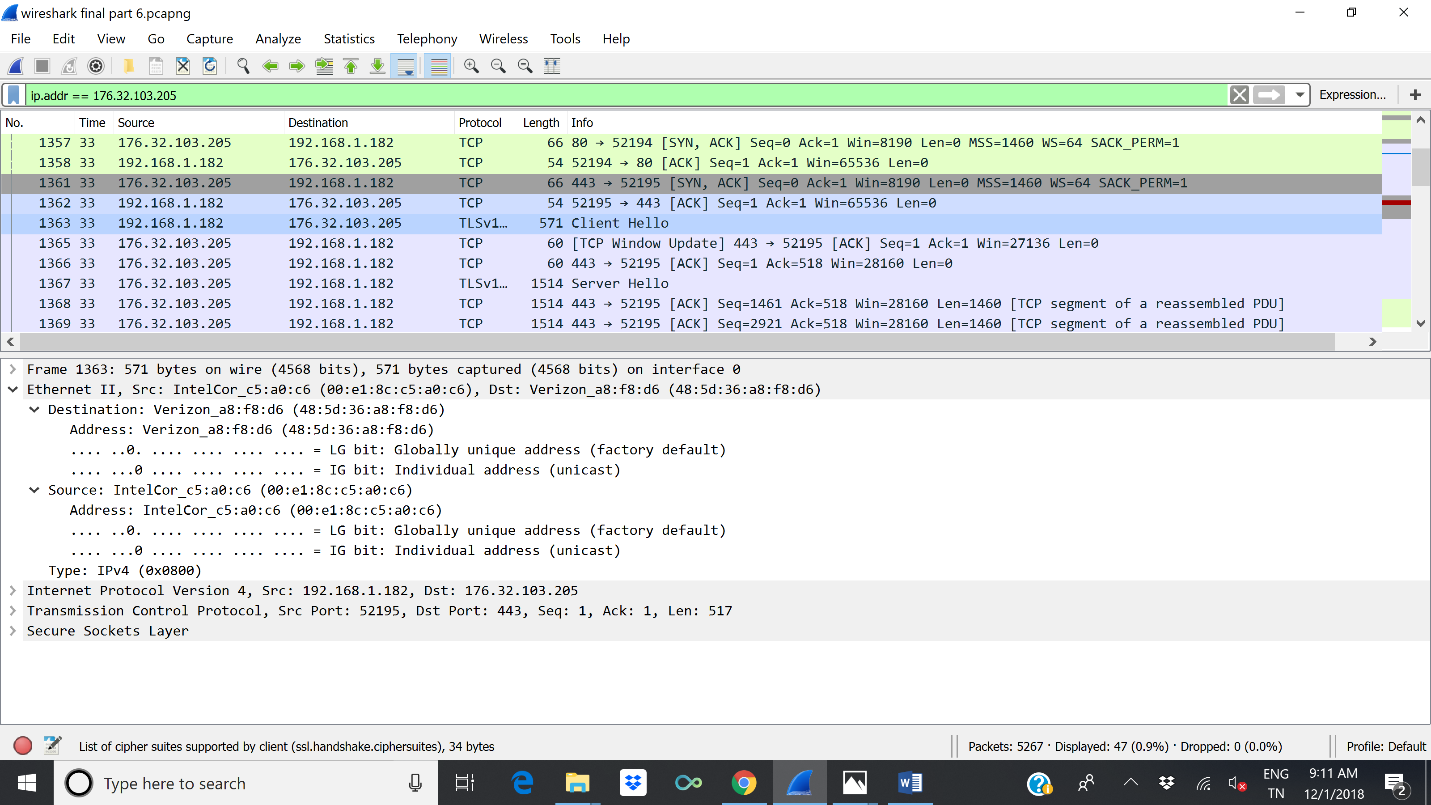 wireshark final part 6.pcapng
File Edit View Go Capture Analyze Statistics Telephony Wireless Tools Help
ip.addr == 176.32.103.205 Expression... +
No. Time Source Destination Protocol Length Info
1357 33 176.32.103.205 192.168.1.182 TCP 66 80 → 52194 [SYN, ACK] Seq=0 Ack=1 Win=8190 Len=0 MSS=1460 WS=64 SACK_PERM=1
1358 33 192.168.1.182 176.32.103.205 TCP 54 52194 → 80 [ACK] Seq=1 Ack=1 Win=65536 Len=0
1361 33 176.32.103.205 192.168.1.182 TCP 66 443 → 52195 [SYN, ACK] Seq=0 Ack=1 Win=8190 Len=0 MSS=1460 WS=64 SACK_PERM=1
1362 33 192.168.1.182 176.32.103.205 TCP 54 52195 → 443 [ACK] Seq=1 Ack=1 Win=65536 Len=0
1363 33 192.168.1.182 176.32.103.205 TLSv1… 571 Client Hello
1365 33 176.32.103.205 192.168.1.182 TCP 60 [TCP Window Update] 443 → 52195 [ACK] Seq=1 Ack=1 Win=27136 Len=0
1366 33 176.32.103.205 192.168.1.182 TCP 60 443 → 52195 [ACK] Seq=1 Ack=518 Win=28160 Len=0
1367 33 176.32.103.205 192.168.1.182 TLSv1… 1514 Server Hello
1368 33 176.32.103.205 192.168.1.182 TCP 1514 443 → 52195 [ACK] Seq=1461 Ack=518 Win=28160 Len=1460 [TCP segment of a reassembled PDU]
1369 33 176.32.103.205 192.168.1.182 TCP 1514 443 → 52195 [ACK] Seq=2921 Ack=518 Win=28160 Len=1460 [TCP segment of a reassembled PDU]
Frame 1363: 571 bytes on wire (4568 bits), 571 bytes captured (4568 bits) on interface 0
Ethernet II, Src: IntelCor_c5:a0:c6 (00:e1:8c:c5:a0:c6), Dst: Verizon_a8:f8:d6 (48:5d:36:a8:f8:d6)
Destination: Verizon_a8:f8:d6 (48:5d:36:a8:f8:d6)
Address: Verizon_a8:f8:d6 (48:5d:36:a8:f8:d6)
.... ..0. .... .... .... .... = LG bit: Globally unique address (factory default)
.... ...0 .... .... .... .... = IG bit: Individual address (unicast)
Source: IntelCor_c5:a0:c6 (00:e1:8c:c5:a0:c6)
Address: IntelCor_c5:a0:c6 (00:e1:8c:c5:a0:c6)
.... ..0. .... .... .... .... = LG bit: Globally unique address (factory default)
.... ...0 .... .... .... .... = IG bit: Individual address (unicast)
Type: IPv4 (0x0800)
Internet Protocol Version 4, Src: 192.168.1.182, Dst: 176.32.103.205
Transmission Control Protocol, Src Port: 52195, Dst Port: 443, Seq: 1, Ack: 1, Len: 517
Secure Sockets Layer
List of cipher suites supported by client (ssl.handshake.ciphersuites), 34 bytes Packets: 5267 · Displayed: 47 (0.9%) · Dropped: 0 (0.0%) Profile: Default
Type here to search ENG 9:11 AM
TN 12/1/2018 2